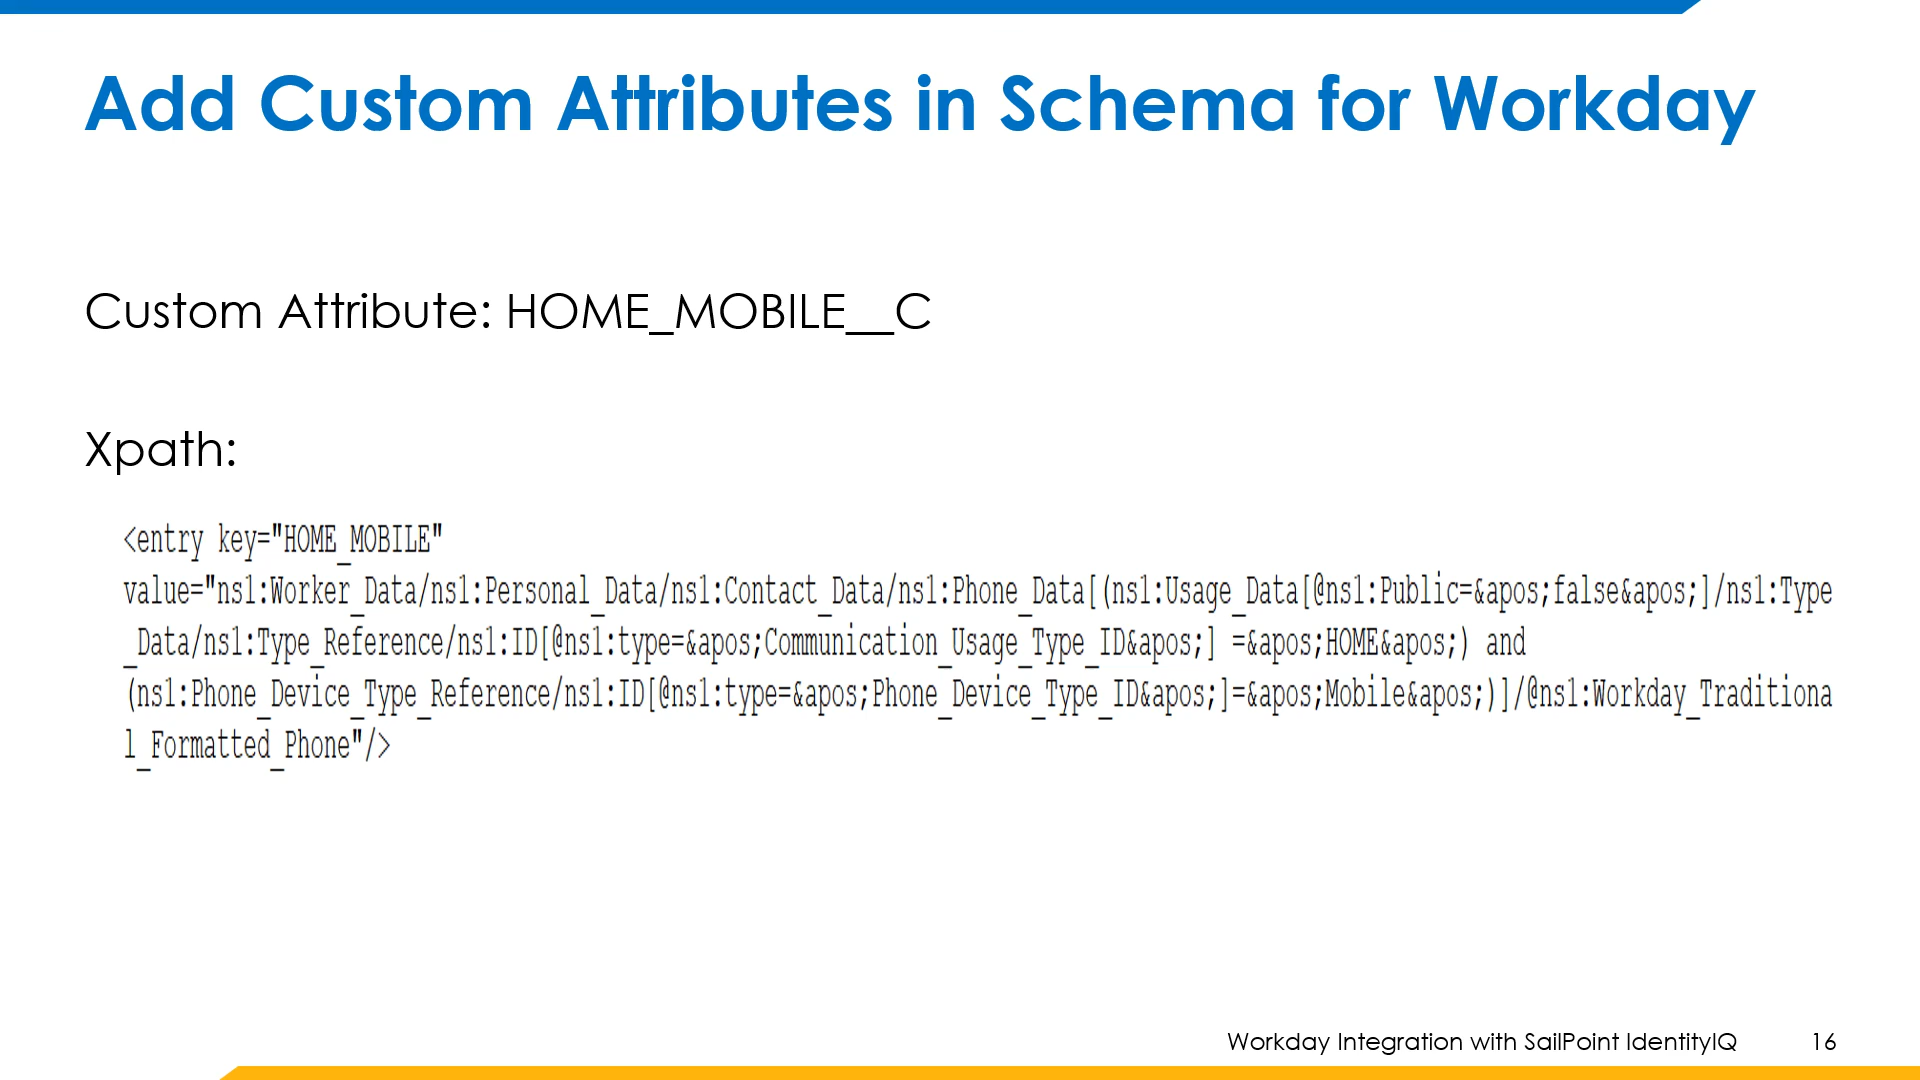 Add Custom Attributes in Schema for Workday
Custom Attribute: HOME_MOBILE__C
Xpath:
<entry key="HOME_MOBILE"
value="ns1:Worker_Data/ns1:Personal_Data/ns1:Contact_Data/ns1:Phone_Data[(ns1:Usage_Data[@ns1:Public=&apos;false&apos;]/ns1:Type
_Data/ns1:Type_Reference/ns1:ID[@ns1:type=&apos;Communication_Usage_Type_ID&apos;] =&apos;HOME&apos;) and
(ns1:Phone_Device_Type_Reference/ns1:ID[@ns1:type=&apos;Phone_Device_Type_ID&apos;]=&apos;Mobile&apos;)]/@ns1:Workday_Traditiona
l_Formatted_Phone"/>
Workday Integration with SailPoint IdentityIQ 16